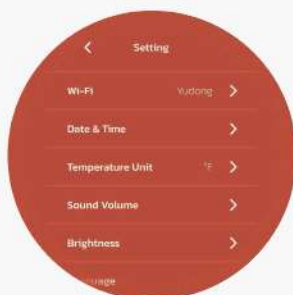 Setting
Wi-Fi Yudong
Date & Time
Temperature Unit °F
Sound Volume
Brightness